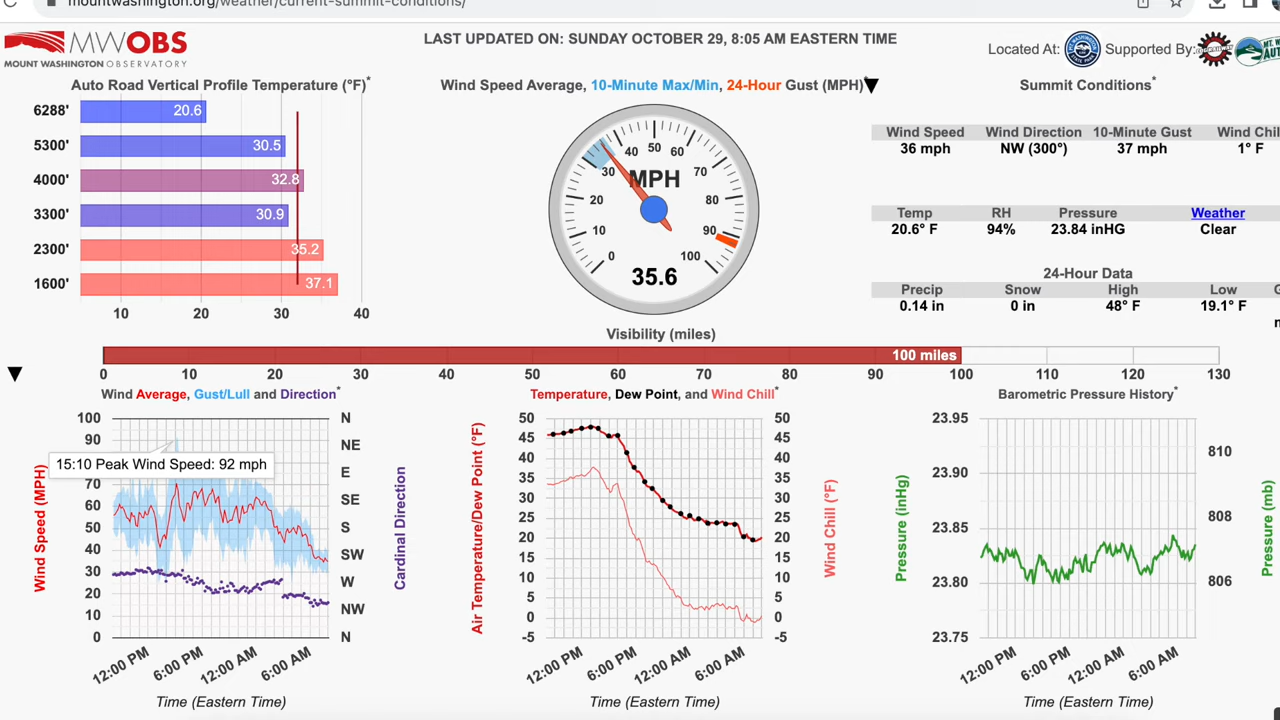 mountwashington.org/weather/current-summit-conditions/
MWOBS
MOUNT WASHINGTON OBSERVATORY
LAST UPDATED ON: SUNDAY OCTOBER 29, 8:05 AM EASTERN TIME
Located At:
Supported By:
Auto Road Vertical Profile Temperature (°F)*
6288' 20.6
5300' 30.5
4000' 32.8
3300' 30.9
2300' 35.2
1600' 37.1
10 20 30 40
Wind Speed Average, 10-Minute Max/Min, 24-Hour Gust (MPH)*
0 10 20 30 40 50 60 70 80 90 100
MPH
35.6
Summit Conditions*
Wind Speed Wind Direction 10-Minute Gust Wind Chil
36 mph NW (300°) 37 mph 1° F
Temp RH Pressure Weather
20.6° F 94% 23.84 inHG Clear
24-Hour Data
Precip Snow High Low G
0.14 in 0 in 48° F 19.1° F
Visibility (miles)
100 miles
0 10 20 30 40 50 60 70 80 90 100 110 120 130
Wind Average, Gust/Lull and Direction*
Wind Speed (MPH)
100 N
90 NE
15:10 Peak Wind Speed: 92 mph
E
70
60 SE
50 S
40 SW
30 W
20 NW
10
0 N
Cardinal Direction
12:00 PM 6:00 PM 12:00 AM 6:00 AM
Time (Eastern Time)
Temperature, Dew Point, and Wind Chill*
Air Temperature/Dew Point (°F)
50 50
45 45
40 40
35 35
30 30
25 25
20 20
15 15
10 10
5 5
0 0
-5 -5
Wind Chill (°F)
12:00 PM 6:00 PM 12:00 AM 6:00 AM
Time (Eastern Time)
Barometric Pressure History*
Pressure (inHg)
23.95
23.90 810
23.85 808
23.80 806
23.75
Pressure (mb)
12:00 PM 6:00 PM 12:00 AM 6:00 AM
Time (Eastern Time)